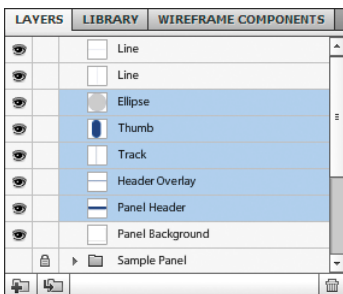 LAYERS LIBRARY WIREFRAME COMPONENTS
Line
Line
Ellipse
Thumb
Track
Header Overlay
Panel Header
Panel Background
Sample Panel